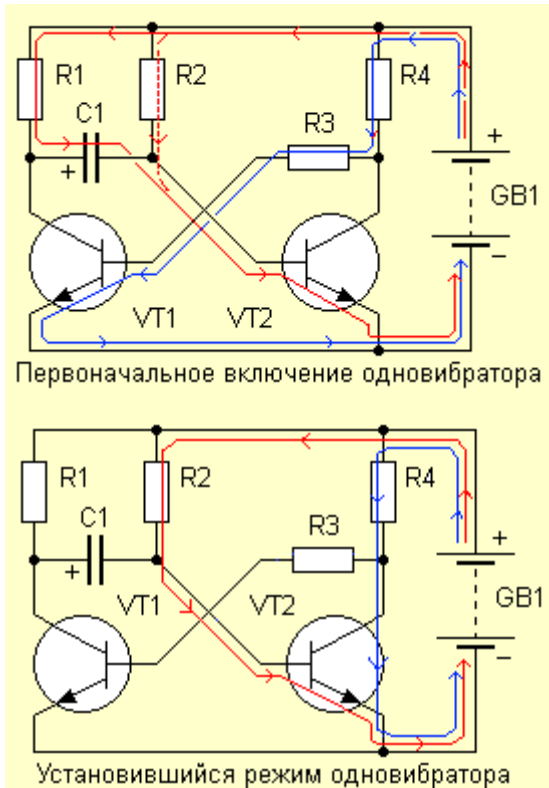 R1
R2
R4
C1
R3
+
+
GB1
−
VT1
VT2
Первоначальное включение одновибратора
R1
R2
R4
C1
R3
+
+
VT1
VT2
GB1
−
Установившийся режим одновибратора